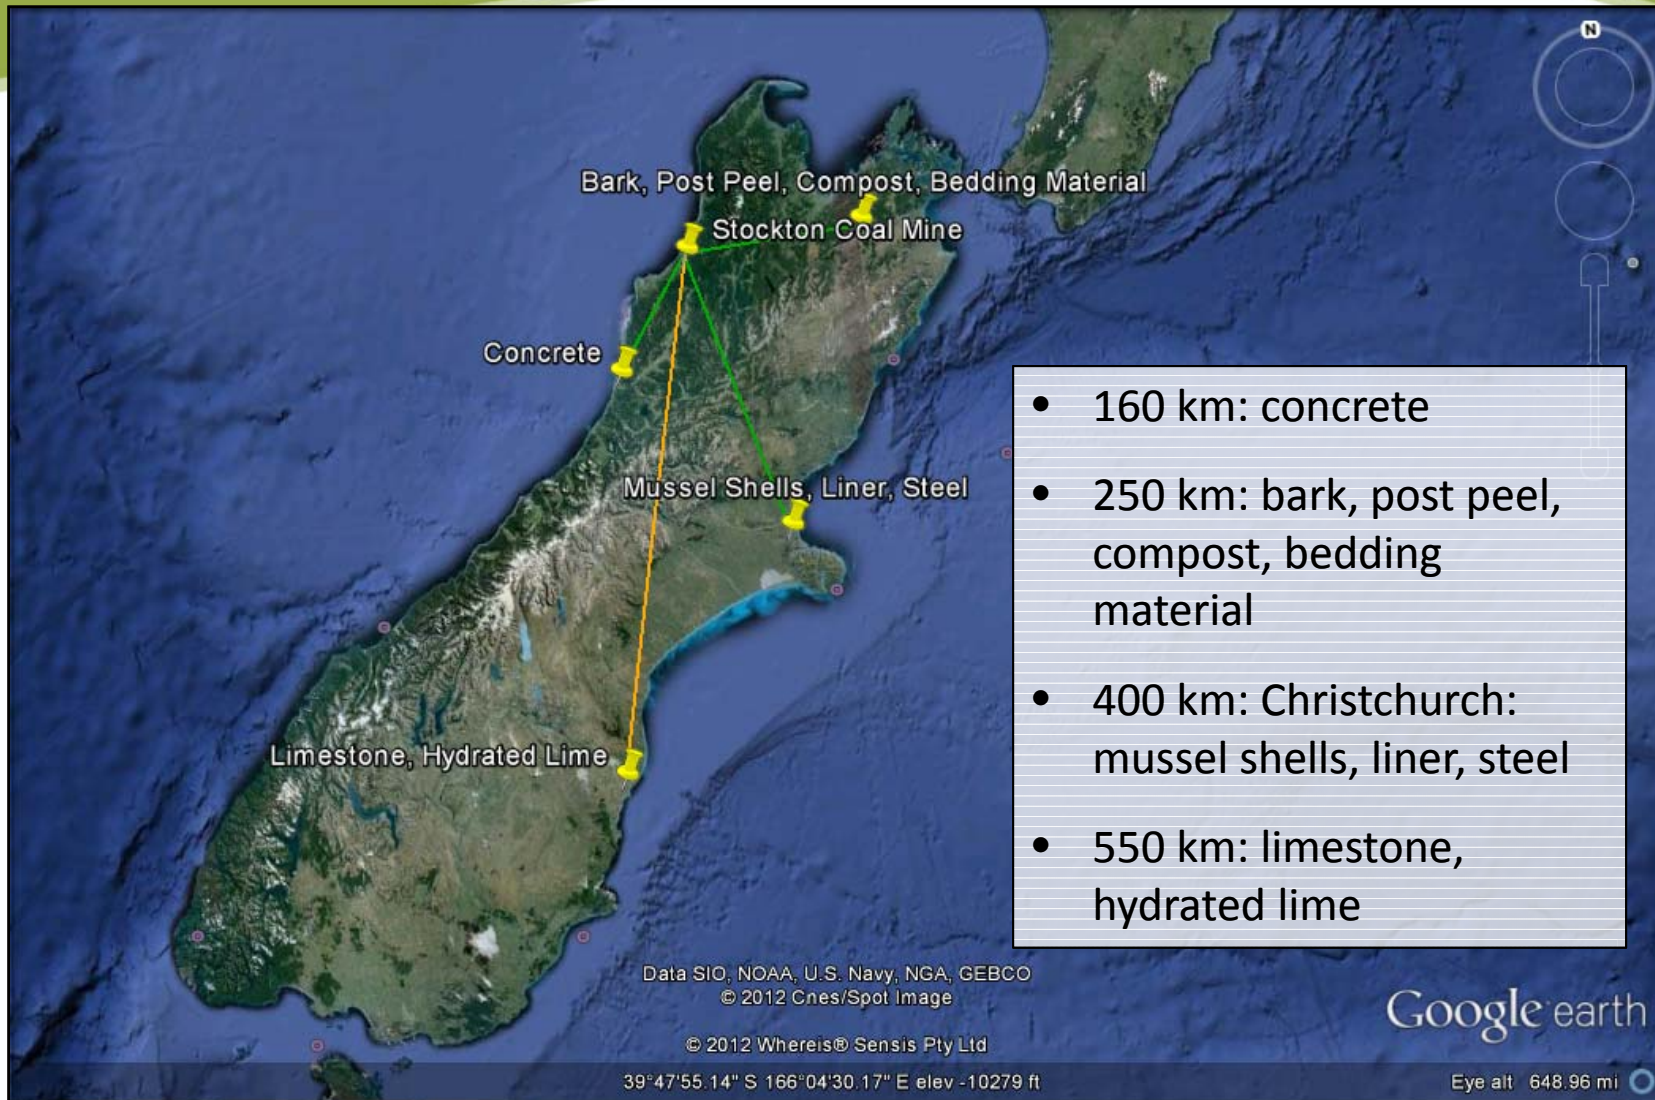 N
Bark, Post Peel, Compost, Bedding Material
Stockton Coal Mine
Concrete
Mussel Shells, Liner, Steel
Limestone, Hydrated Lime
• 160 km: concrete
• 250 km: bark, post peel,
compost, bedding
material
• 400 km: Christchurch:
mussel shells, liner, steel
• 550 km: limestone,
hydrated lime
Data SIO, NOAA, U.S. Navy, NGA, GEBCO
© 2012 Cnes/Spot Image
© 2012 Whereis® Sensis Pty Ltd
Google earth
39°47'55.14" S 166°04'30.17" E elev -10279 ft
Eye alt 648.96 mi